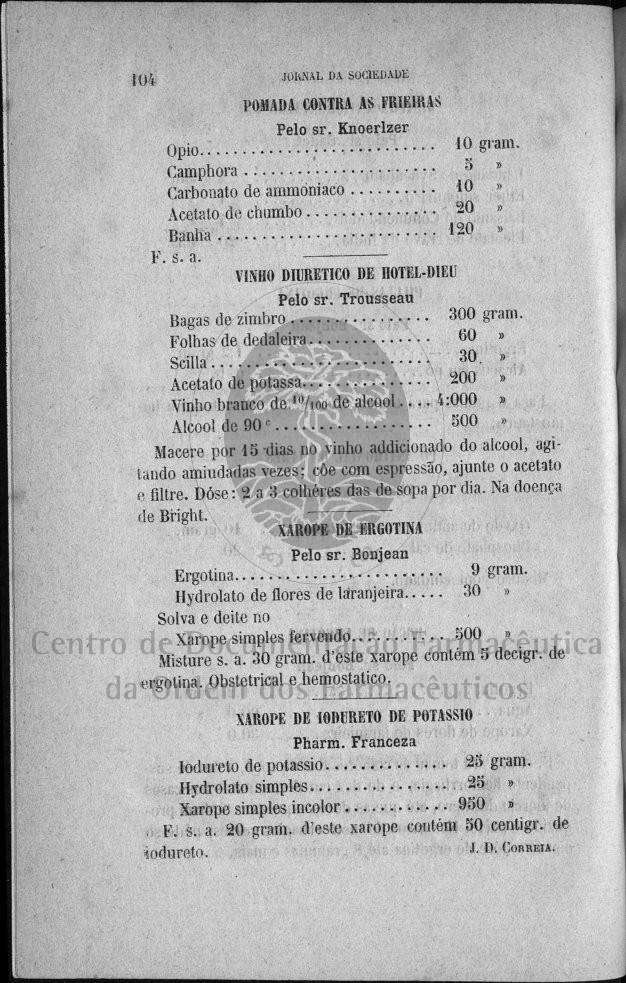 104
JORNAL DA SOCIEDADE
POMADA CONTRA AS FRIEIRAS
Pelo sr. Knoerlzer
Opio........................... 10 gram.
Camphora ...................... 5 »
Carbonato de ammoniaco .......... 10 »
Acetato de chumbo............... 20 »
Banha ......................... 120 »
F. s. a.
VINHO DIURETICO DE HOTEL-DIEU
Pelo sr. Trousseau
Bagas de zimbro ................ 300 gram.
Folhas de dedaleira.............. 60 »
Scilla ......................... 30 »
Acetato de potassa............... 200 »
Vinho branco de 10/100 de alcool .... 4:000 »
Alcool de 90 c .................. 500 »
Macere por 15 dias no vinho addicionado do alcool, agi-
tando amiudadas vezes: côe com espressão, ajunte o acetato
e filtre. Dóse: 2 a 3 colhéres das de sopa por dia. Na doença
de Bright.
XAROPE DE ERGOTINA
Pelo sr. Bonjean
Ergotina........................ 9 gram.
Hydrolato de flores de laranjeira..... 30 »
Solva e deite no
Xarope simples fervendo........... 500 »
Centro de Documentação Farmacêutica
Misture s. a. 30 gram. d'este xarope contém 5 decigr. de
ergotina. Obstetrical e hemostatico.
da Ordem dos Farmacêuticos
XAROPE DE IODURETO DE POTASSIO
Pharm. Franceza
Iodureto de potassio.............. 25 gram.
Hydrolato simples................ 25 »
Xarope simples incolor ............ 950 »
F. s. a. 20 gram. d'este xarope contém 50 centigr. de
iodureto.
J. D. CORREIA.